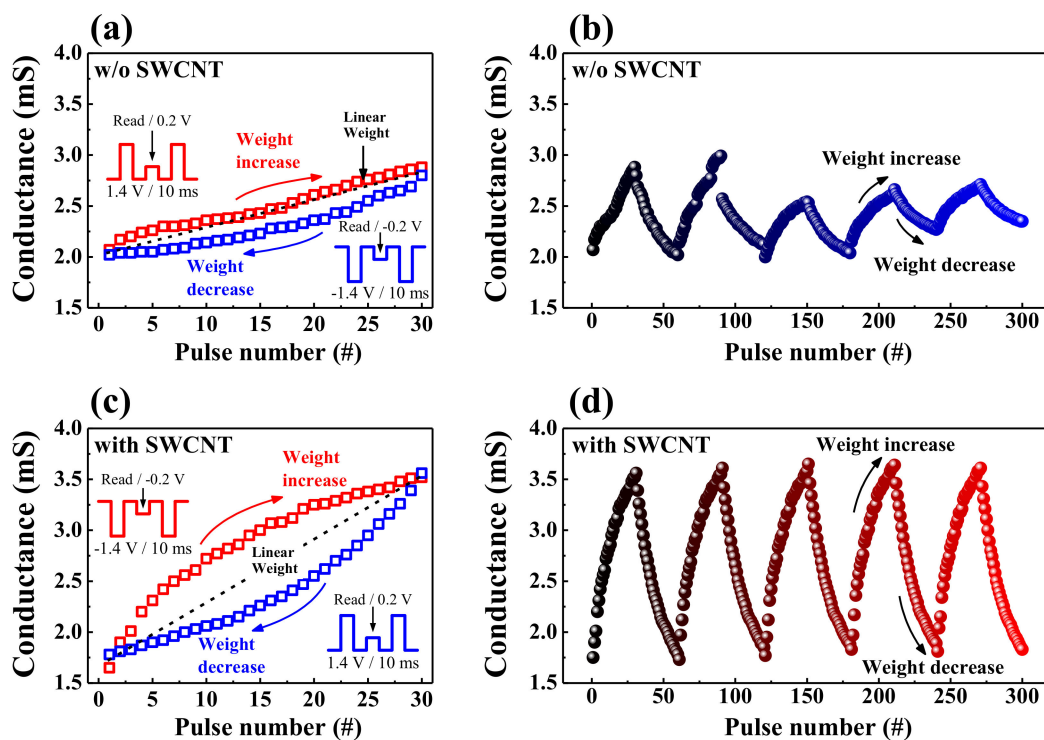 (a)
w/o SWCNT
Conductance (mS)
4.0
3.5
3.0
2.5
2.0
1.5
Read / 0.2 V
1.4 V / 10 ms
Weight
increase
Linear
Weight
Read / -0.2 V
Weight
decrease
-1.4 V / 10 ms
0 5 10 15 20 25 30
Pulse number (#)
(b)
w/o SWCNT
Conductance (mS)
4.0
3.5
3.0
2.5
2.0
1.5
Weight increase
Weight decrease
0 50 100 150 200 250 300
Pulse number (#)
(c)
with SWCNT
Conductance (mS)
4.0
3.5
3.0
2.5
2.0
1.5
Read / -0.2 V
-1.4 V / 10 ms
Weight
increase
Linear
Weight
Read / 0.2 V
Weight
decrease
1.4 V / 10 ms
0 5 10 15 20 25 30
Pulse number (#)
(d)
with SWCNT
Conductance (mS)
4.0
3.5
3.0
2.5
2.0
1.5
Weight increase
Weight decrease
0 50 100 150 200 250 300
Pulse number (#)